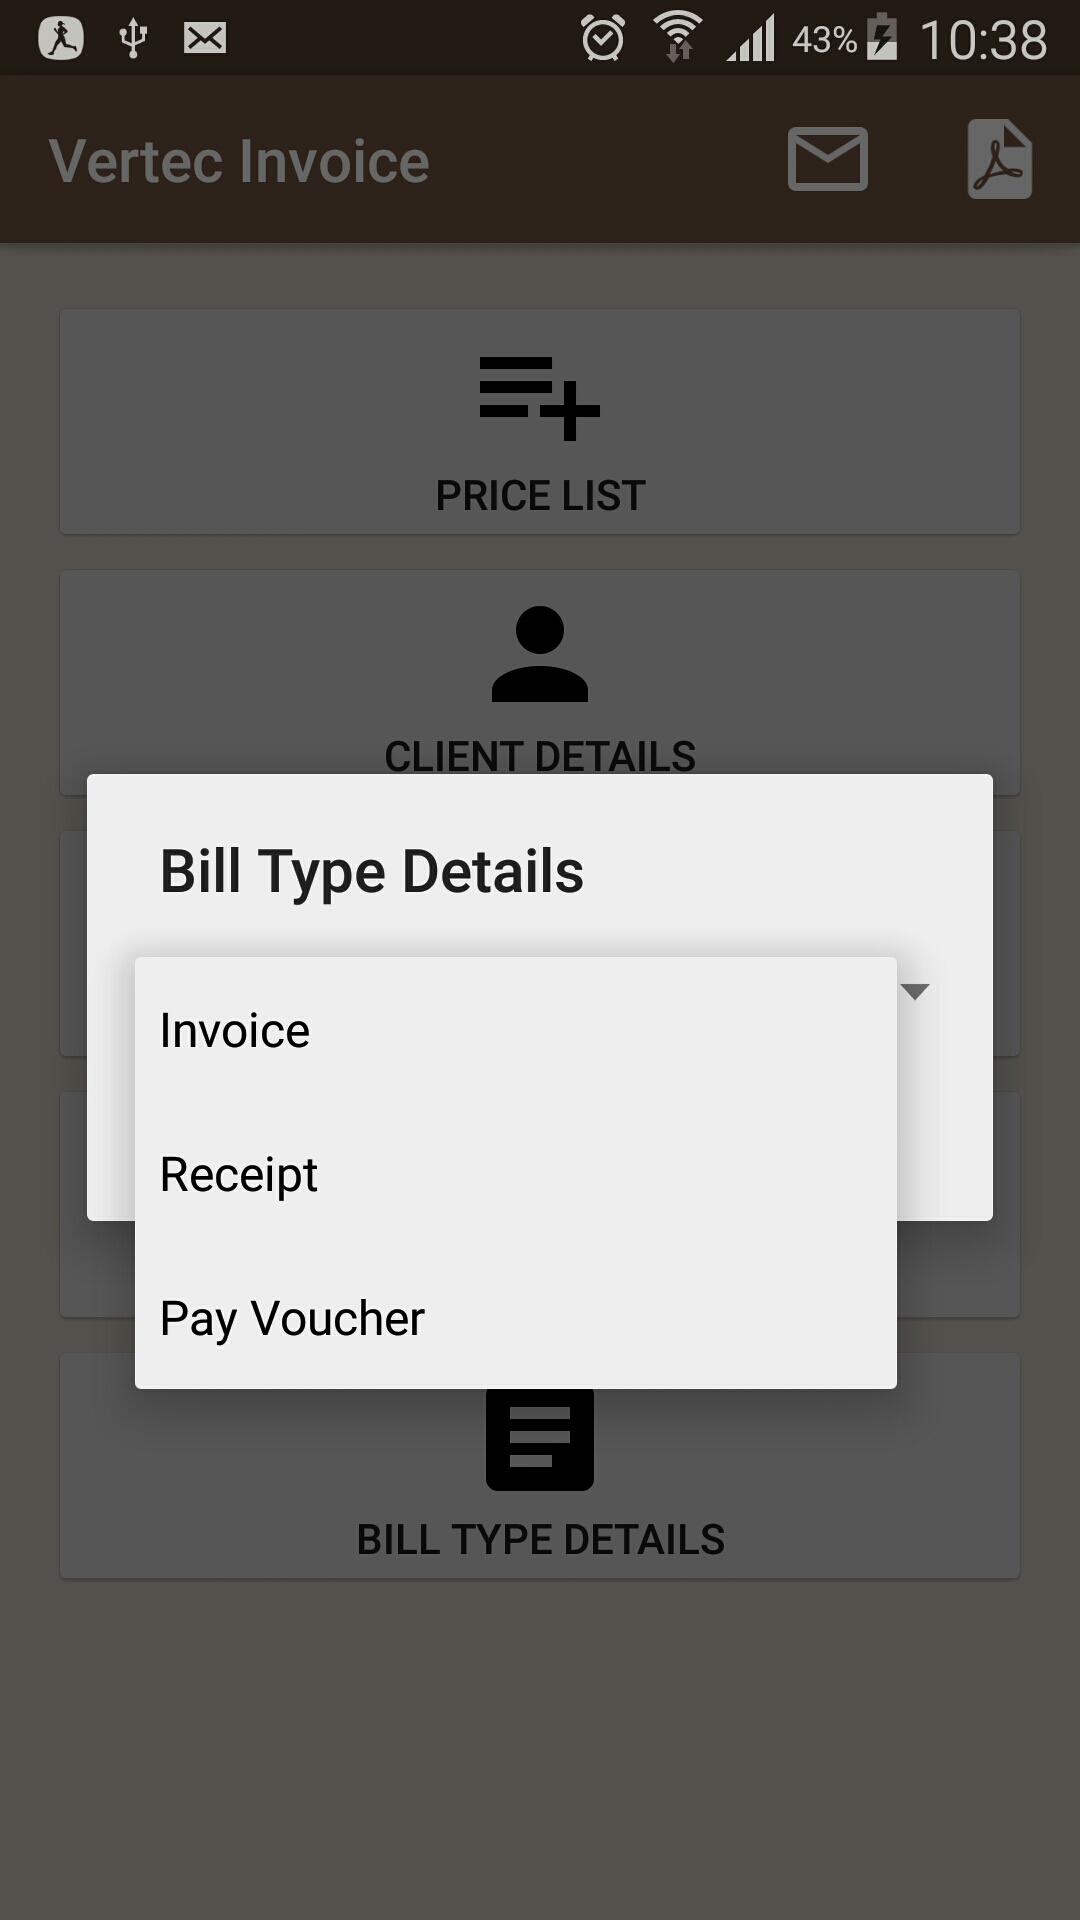 43% 10:38
Vertec Invoice
PRICE LIST
CLIENT DETAILS
Bill Type Details
Invoice
Receipt
Pay Voucher
BILL TYPE DETAILS